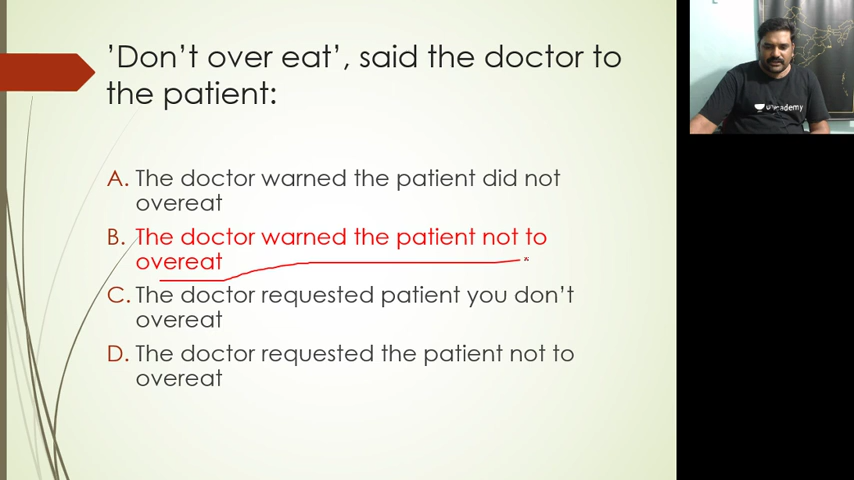 ’Don’t over eat’, said the doctor to
the patient:
A. The doctor warned the patient did not
overeat
B. The doctor warned the patient not to
overeat
C. The doctor requested patient you don’t
overeat
D. The doctor requested the patient not to
overeat